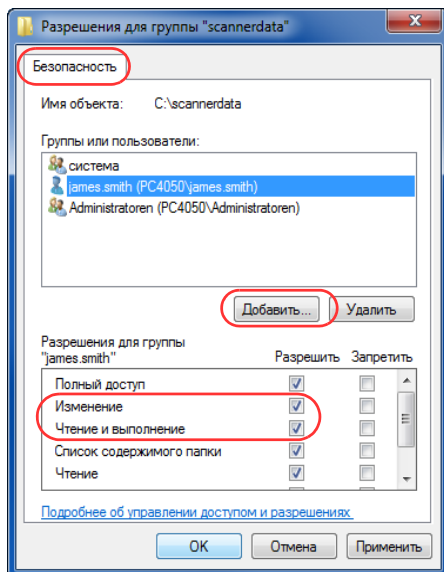 Разрешения для группы "scannerdata"
Безопасность
Имя объекта: C:\scannerdata
Группы или пользователи:
система
james.smith (PC4050\james.smith)
Administratoren (PC4050\Administratoren)
Добавить... Удалить
Разрешения для группы
"james.smith" Разрешить Запретить
Полный доступ
Изменение
Чтение и выполнение
Список содержимого папки
Чтение
Подробнее об управлении доступом и разрешениях
OK Отмена Применить